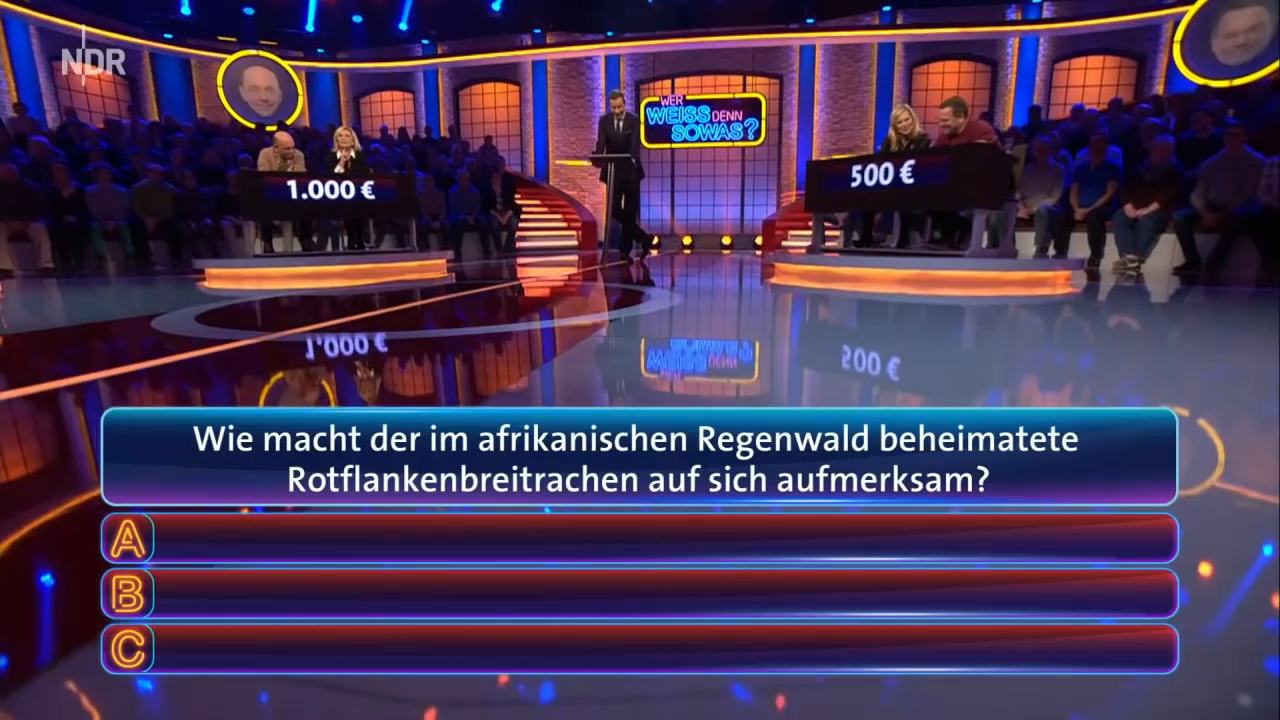 NDR
WER
WEISS DENN
SOWAS?
1.000 €
500 €
Wie macht der im afrikanischen Regenwald beheimatete
Rotflankenbreitrachen auf sich aufmerksam?
A
B
C